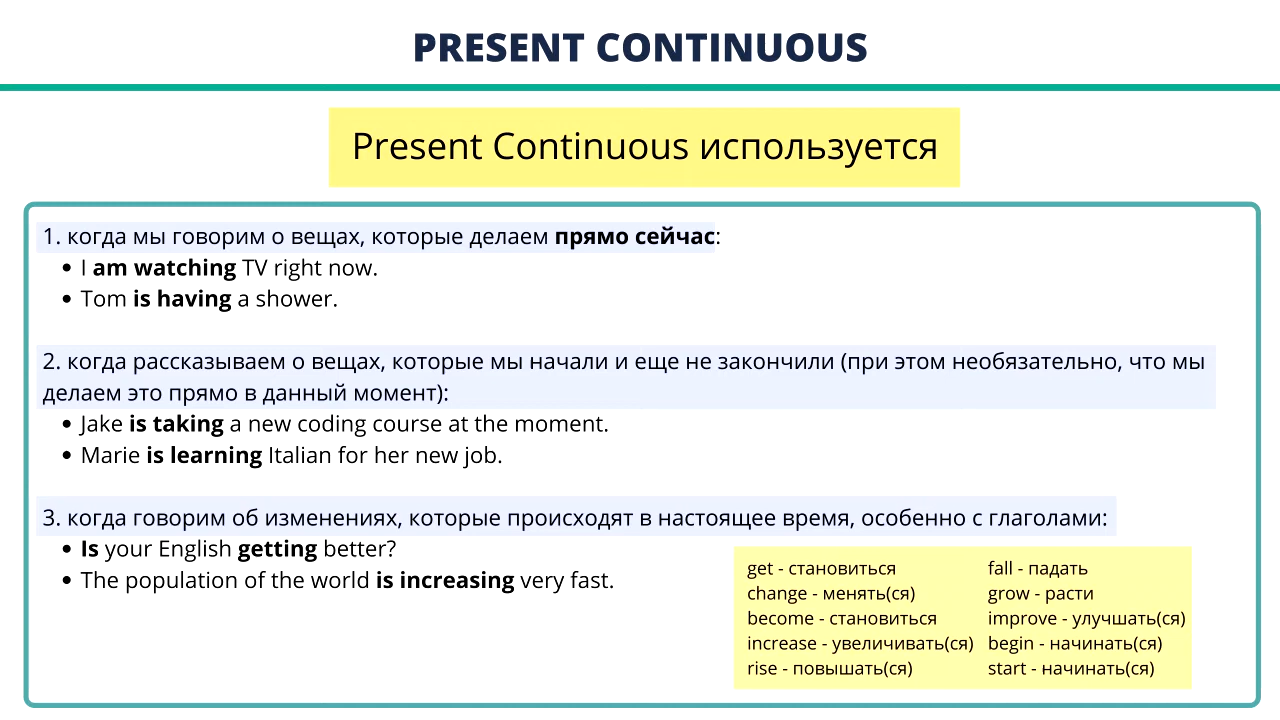 PRESENT CONTINUOUS
Present Continuous используется
1. когда мы говорим о вещах, которые делаем прямо сейчас:
• I am watching TV right now.
• Tom is having a shower.
2. когда рассказываем о вещах, которые мы начали и еще не закончили (при этом необязательно, что мы
делаем это прямо в данный момент):
• Jake is taking a new coding course at the moment.
• Marie is learning Italian for her new job.
3. когда говорим об изменениях, которые происходят в настоящее время, особенно с глаголами:
• Is your English getting better?
• The population of the world is increasing very fast.
get - становиться
change - менять(ся)
become - становиться
increase - увеличивать(ся)
rise - повышать(ся)
fall - падать
grow - расти
improve - улучшать(ся)
begin - начинать(ся)
start - начинать(ся)